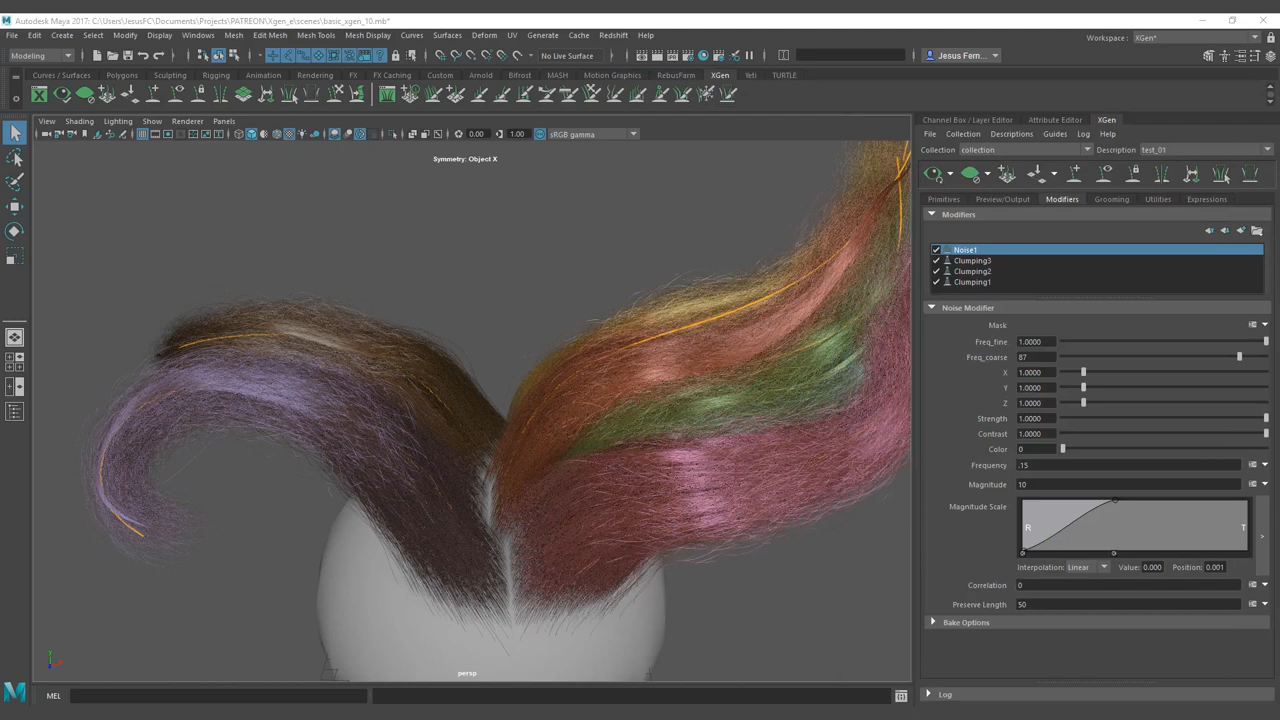 Autodesk Maya 2017: C:\Users\JesusFC\Documents\Projects\PATREON\Xgen_e\scenes\basic_xgen_10.mb*
File Edit Create Select Modify Display Windows Mesh Edit Mesh Mesh Tools Mesh Display Curves Surfaces Deform UV Generate Cache Redshift Help
Workspace : XGen*
Modeling
No Live Surface
Jesus Fern...
Curves / Surfaces Polygons Sculpting Rigging Animation Rendering FX FX Caching Custom Arnold Bifrost MASH Motion Graphics RebusFarm XGen Yeti TURTLE
View Shading Lighting Show Renderer Panels
0.00 1.00 sRGB gamma
Symmetry: Object X
persp
Channel Box / Layer Editor Attribute Editor XGen
File Collection Descriptions Guides Log Help
Collection collection Description test_01
Primitives Preview/Output Modifiers Grooming Utilities Expressions
Modifiers
Noise1
Clumping3
Clumping2
Clumping1
Noise Modifier
Mask
Freq_fine 1.0000
Freq_coarse 87
X 1.0000
Y 1.0000
Z 1.0000
Strength 1.0000
Contrast 1.0000
Color 0
Frequency .15
Magnitude 10
Magnitude Scale
R T
>
Interpolation: Linear Value: 0.000 Position: 0.001
Correlation 0
Preserve Length 50
Bake Options
Log
MEL